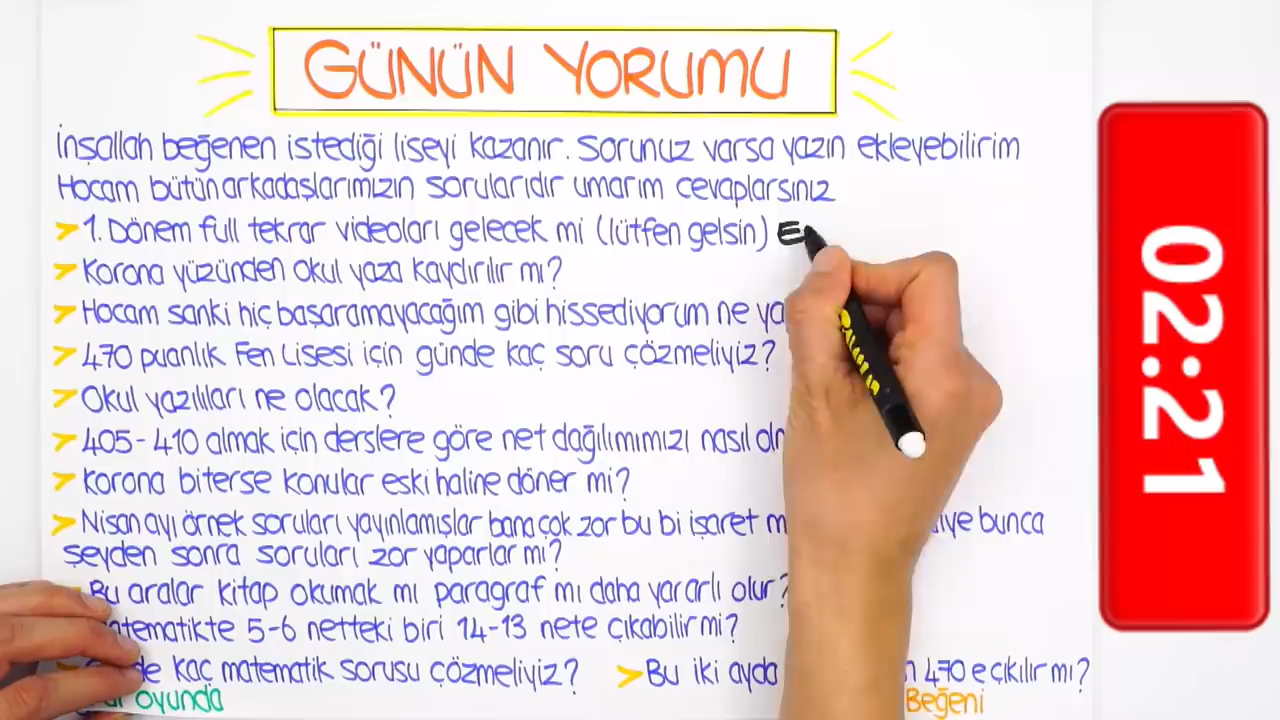 GÜNÜN YORUMU
İnşallah beğenen istediği liseyi kazanır. Sorunuz varsa yazın ekleyebilirim
Hocam bütün arkadaşlarımızın sorularıdır umarım cevaplarsınız
➤ 1. Dönem full tekrar videoları gelecek mi (lütfen gelsin) E
➤ Korona yüzünden okul yaza kaydırılır mı?
➤ Hocam sanki hiç başaramayacağım gibi hissediyorum ne
➤ 470 puanlık Fen Lisesi için günde kaç soru çözmeliyiz?
➤ Okul yazılıları ne olacak?
➤ 405-410 almak için derslere göre net dağılımımızı nasıl
➤ Korona biterse konular eski haline döner mi?
➤ Nisan ayı örnek soruları yayınlamışlar bana çok zor bu bi işaret bunca
şeyden sonra soruları zor yaparlar mı?
Bu aralar kitap okumak mı paragraf mı daha yararlı olur?
5-6 netteki biri 14-13 nete çıkabilir mi?
kaç matematik sorusu çözmeliyiz? ➤ Bu iki ayda 470 e çıkılır mı?
oyunda Beğeni
02:21